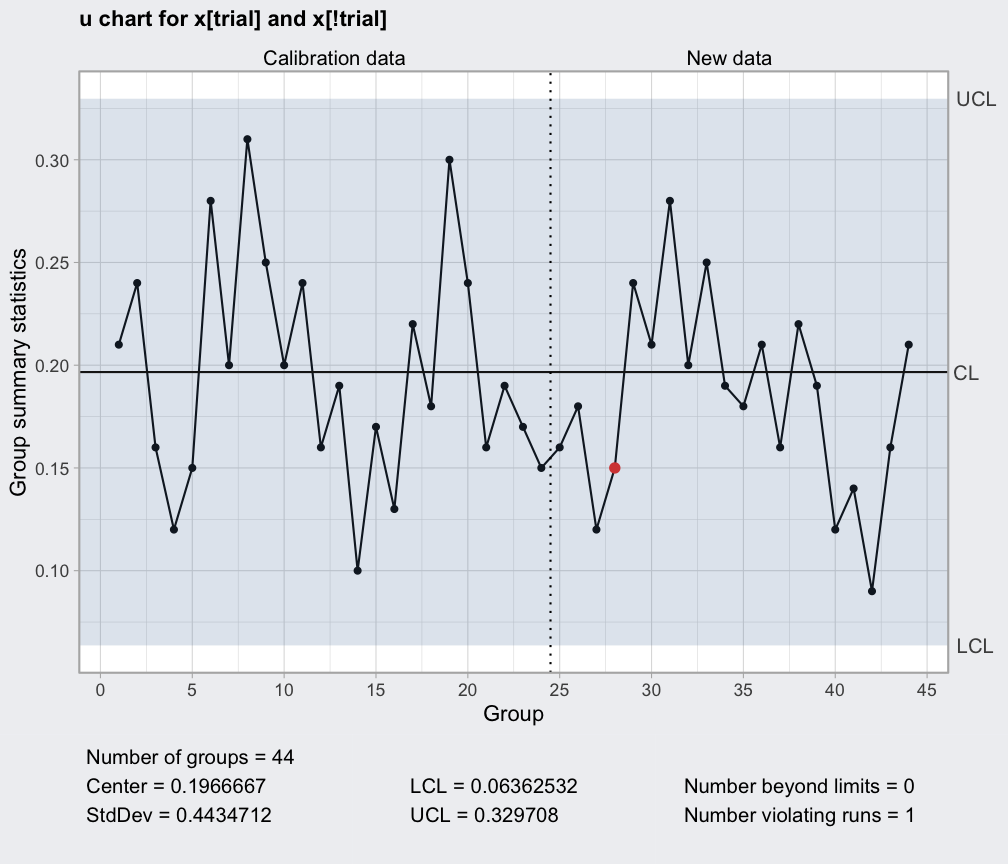 u chart for x[trial] and x[!trial]
Calibration data
New data
UCL
0.30
0.25
0.20
0.15
0.10
CL
LCL
Group summary statistics
0 5 10 15 20 25 30 35 40 45
Group
Number of groups = 44
Center = 0.1966667 LCL = 0.06362532 Number beyond limits = 0
StdDev = 0.4434712 UCL = 0.329708 Number violating runs = 1